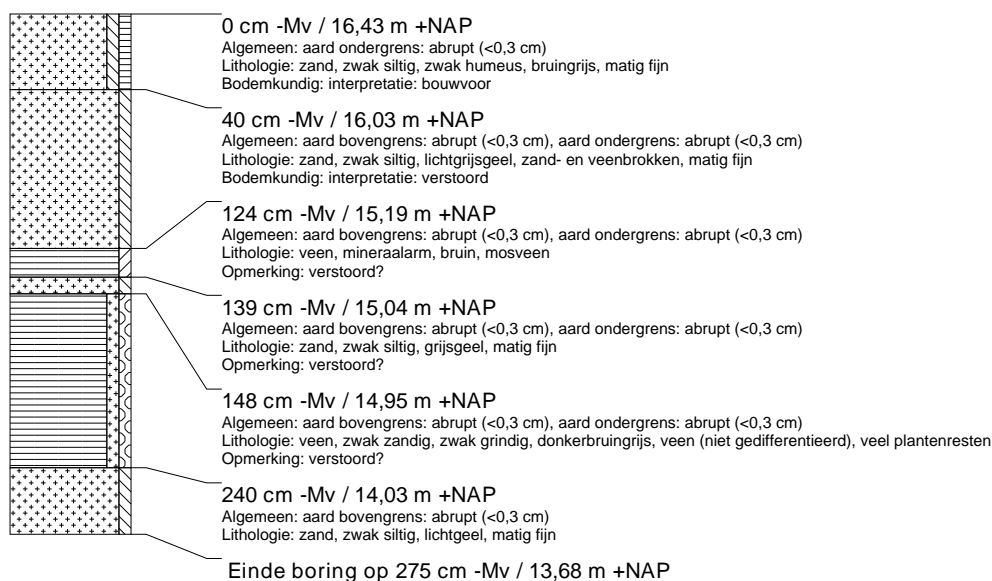 0 cm -Mv / 16,43 m +NAP
Algemeen: aard ondergrens: abrupt (<0,3 cm)
Lithologie: zand, zwak siltig, zwak humeus, bruingrijs, matig fijn
Bodemkundig: interpretatie: bouwvoor
40 cm -Mv / 16,03 m +NAP
Algemeen: aard bovengrens: abrupt (<0,3 cm), aard ondergrens: abrupt (<0,3 cm)
Lithologie: zand, zwak siltig, lichtgrijsgeel, zand- en veenbrokken, matig fijn
Bodemkundig: interpretatie: verstoord
124 cm -Mv / 15,19 m +NAP
Algemeen: aard bovengrens: abrupt (<0,3 cm), aard ondergrens: abrupt (<0,3 cm)
Lithologie: veen, mineraalarm, bruin, mosveen
Opmerking: verstoord?
139 cm -Mv / 15,04 m +NAP
Algemeen: aard bovengrens: abrupt (<0,3 cm), aard ondergrens: abrupt (<0,3 cm)
Lithologie: zand, zwak siltig, grijsgeel, matig fijn
Opmerking: verstoord?
148 cm -Mv / 14,95 m +NAP
Algemeen: aard bovengrens: abrupt (<0,3 cm), aard ondergrens: abrupt (<0,3 cm)
Lithologie: veen, zwak zandig, zwak grindig, donkerbruingrijs, veen (niet gedifferentieerd), veel plantenresten
Opmerking: verstoord?
240 cm -Mv / 14,03 m +NAP
Algemeen: aard bovengrens: abrupt (<0,3 cm)
Lithologie: zand, zwak siltig, lichtgeel, matig fijn
Einde boring op 275 cm -Mv / 13,68 m +NAP